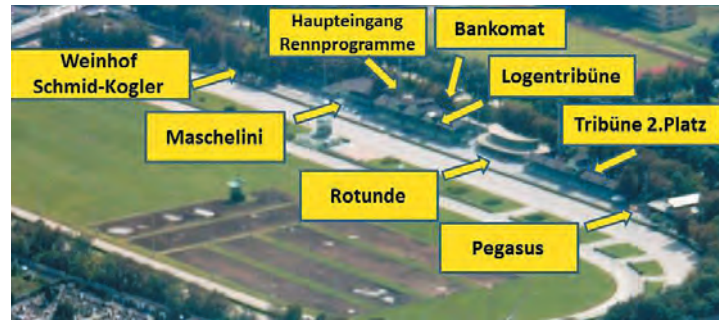 Haupteingang
Rennprogramme
Bankomat
Weinhof
Schmid-Kogler
Logentribüne
Maschelini
Tribüne 2.Platz
Rotunde
Pegasus